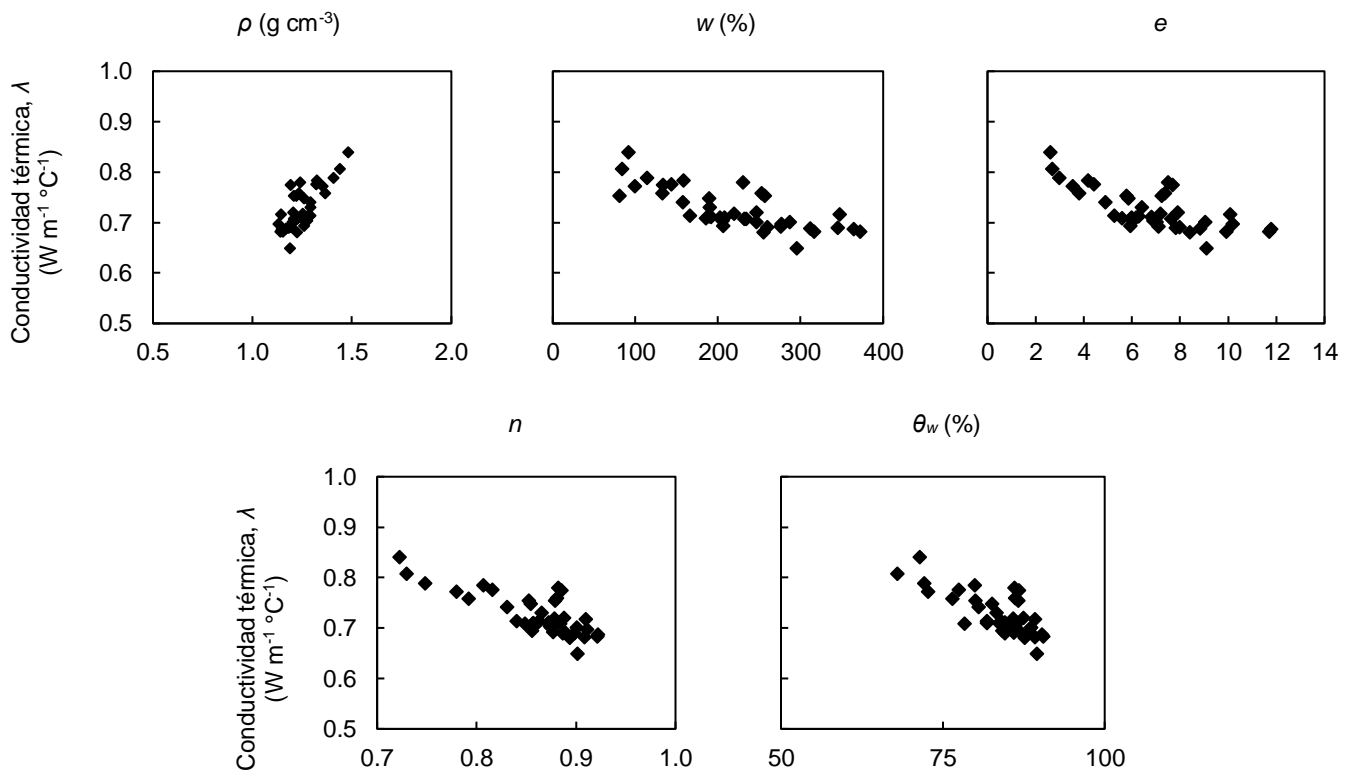 ρ (g cm-3) w (%) e
Conductividad térmica, λ
(W m-1 °C-1)
1.0
0.9
0.8
0.7
0.6
0.5
0.5 1.0 1.5 2.0
0 100 200 300 400
0 2 4 6 8 10 12 14
n θw (%)
Conductividad térmica, λ
(W m-1 °C-1)
1.0
0.9
0.8
0.7
0.6
0.5
0.7 0.8 0.9 1.0
50 75 100